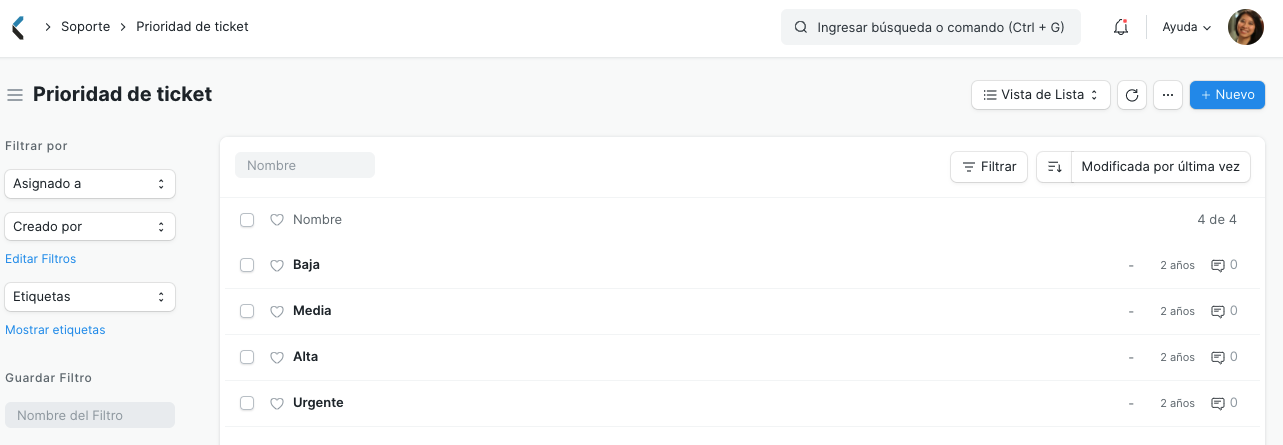 Soporte Prioridad de ticket Ingresar búsqueda o comando (Ctrl + G) Ayuda
Prioridad de ticket Vista de Lista ··· + Nuevo
Filtrar por
Asignado a
Creado por
Editar Filtros
Etiquetas
Mostrar etiquetas
Guardar Filtro
Nombre del Filtro
Nombre Filtrar Modificada por última vez
Nombre 4 de 4
Baja - 2 años 0
Media - 2 años 0
Alta - 2 años 0
Urgente - 2 años 0